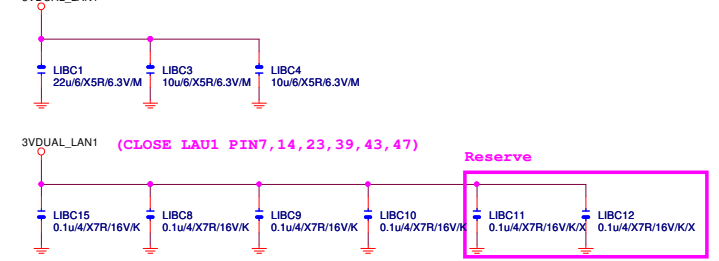 LIBC1 LIBC3 LIBC4
22u/6/X5R/6.3V/M 10u/6/X5R/6.3V/M 10u/6/X5R/6.3V/M
3VDUAL_LAN1 (CLOSE LAU1 PIN7,14,23,39,43,47)
Reserve
LIBC15 LIBC8 LIBC9 LIBC10 LIBC11 LIBC12
0.1u/4/X7R/16V/K 0.1u/4/X7R/16V/K 0.1u/4/X7R/16V/K 0.1u/4/X7R/16V/K 0.1u/4/X7R/16V/K/X 0.1u/4/X7R/16V/K/X